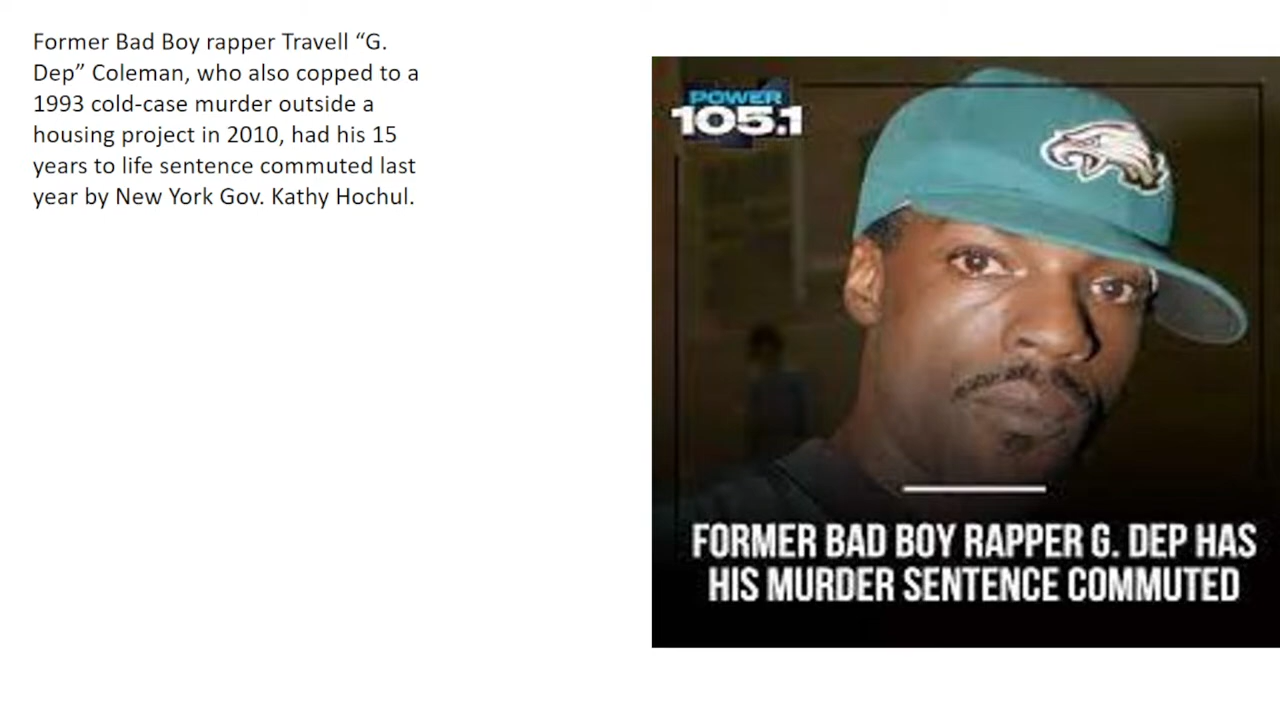 Former Bad Boy rapper Travell “G.
Dep” Coleman, who also copped to a
1993 cold-case murder outside a
housing project in 2010, had his 15
years to life sentence commuted last
year by New York Gov. Kathy Hochul.
POWER
105.1
FORMER BAD BOY RAPPER G. DEP HAS
HIS MURDER SENTENCE COMMUTED